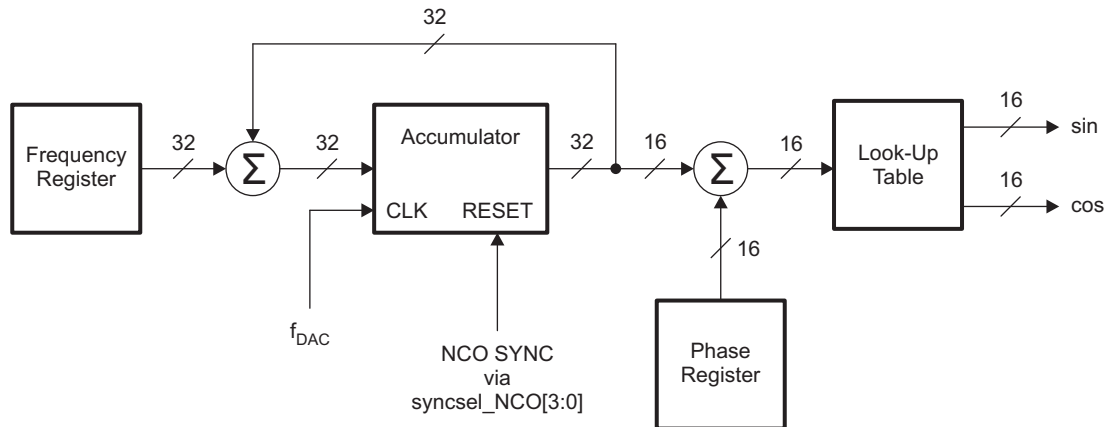 32
Frequency
Register
32
Σ
32
Accumulator
CLK RESET
32
16
Σ
16
Look-Up
Table
16
sin
16
cos
16
f_DAC
NCO SYNC
via
syncsel_NCO[3:0]
Phase
Register